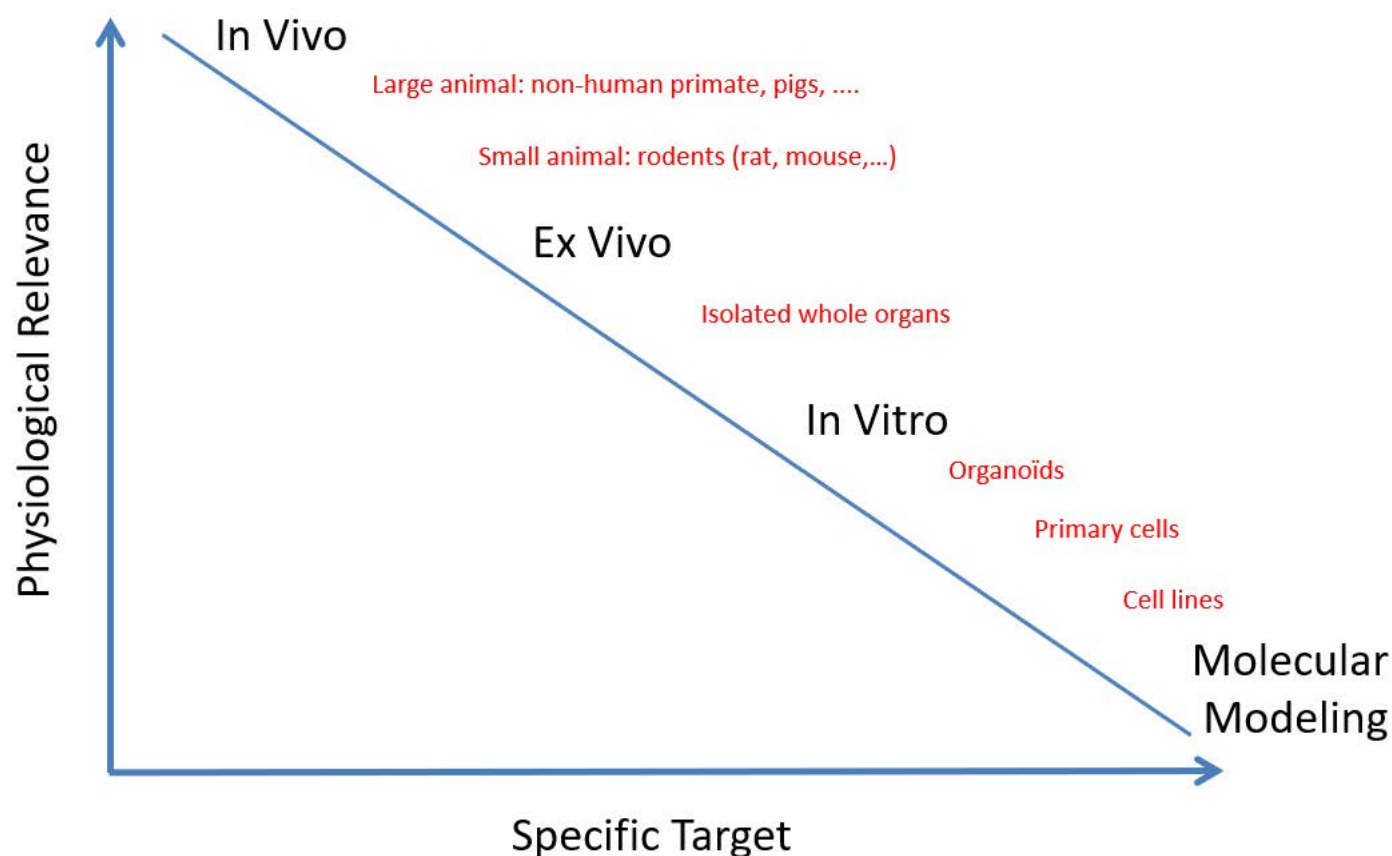 In Vivo
Large animal: non-human primate, pigs, ....
Small animal: rodents (rat, mouse,...)
Ex Vivo
Isolated whole organs
In Vitro
Organoïds
Primary cells
Cell lines
Molecular
Modeling
Physiological Relevance
Specific Target